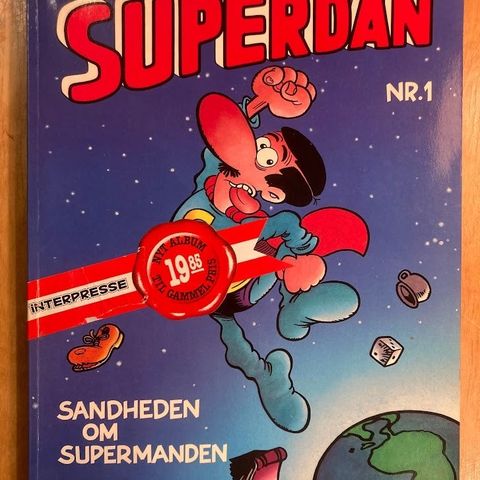 SUPERDAN
NR.1
NYT ALBUM
19.85
TIL GAMMEL PRIS
INTERPRESSE
SANDHEDEN
OM
SUPERMANDEN